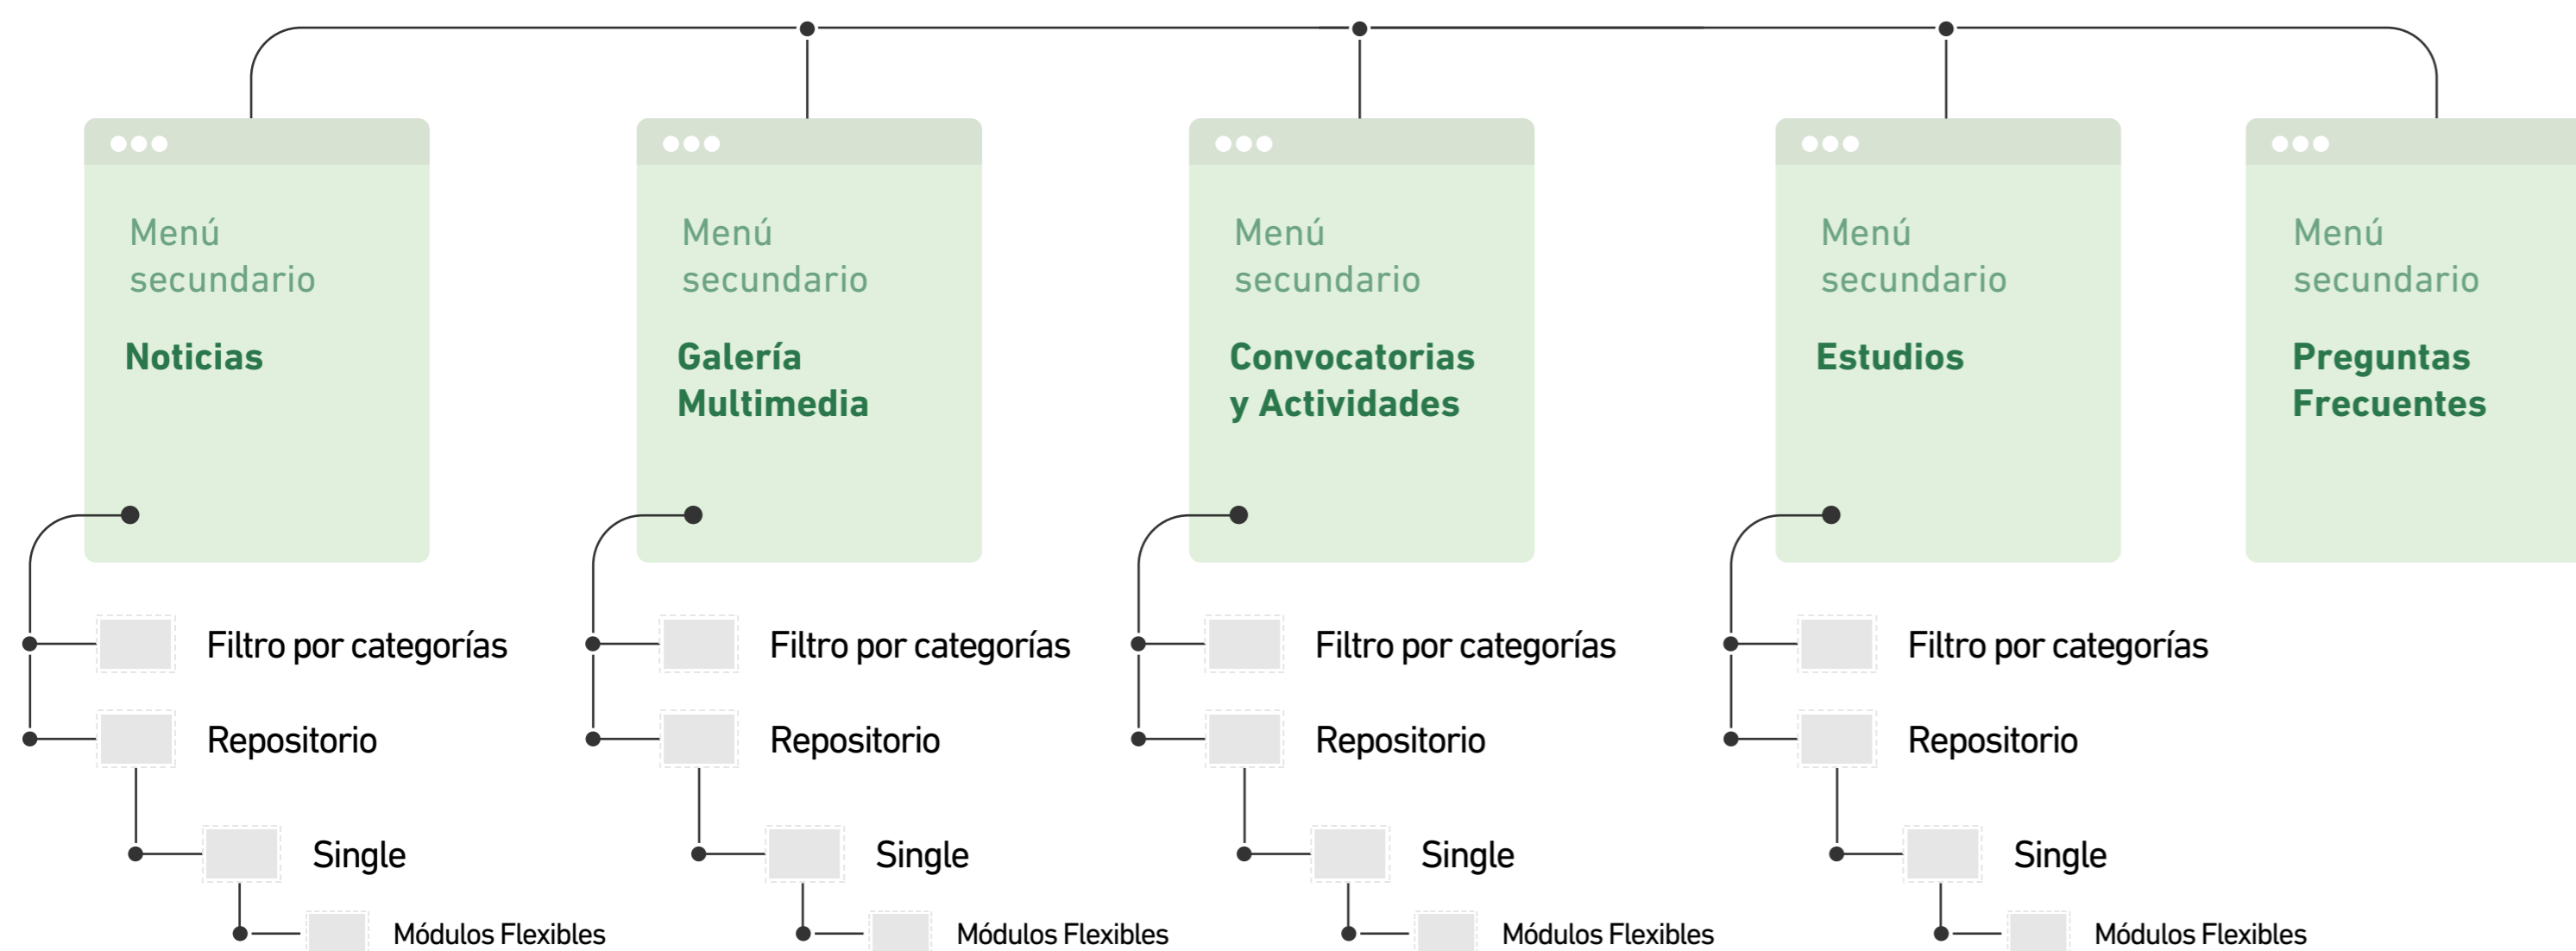 Menú
secundario
Noticias
Filtro por categorías
Repositorio
Single
Módulos Flexibles
Menú
secundario
Galería
Multimedia
Filtro por categorías
Repositorio
Single
Módulos Flexibles
Menú
secundario
Convocatorias
y Actividades
Filtro por categorías
Repositorio
Single
Módulos Flexibles
Menú
secundario
Estudios
Filtro por categorías
Repositorio
Single
Módulos Flexibles
Menú
secundario
Preguntas
Frecuentes